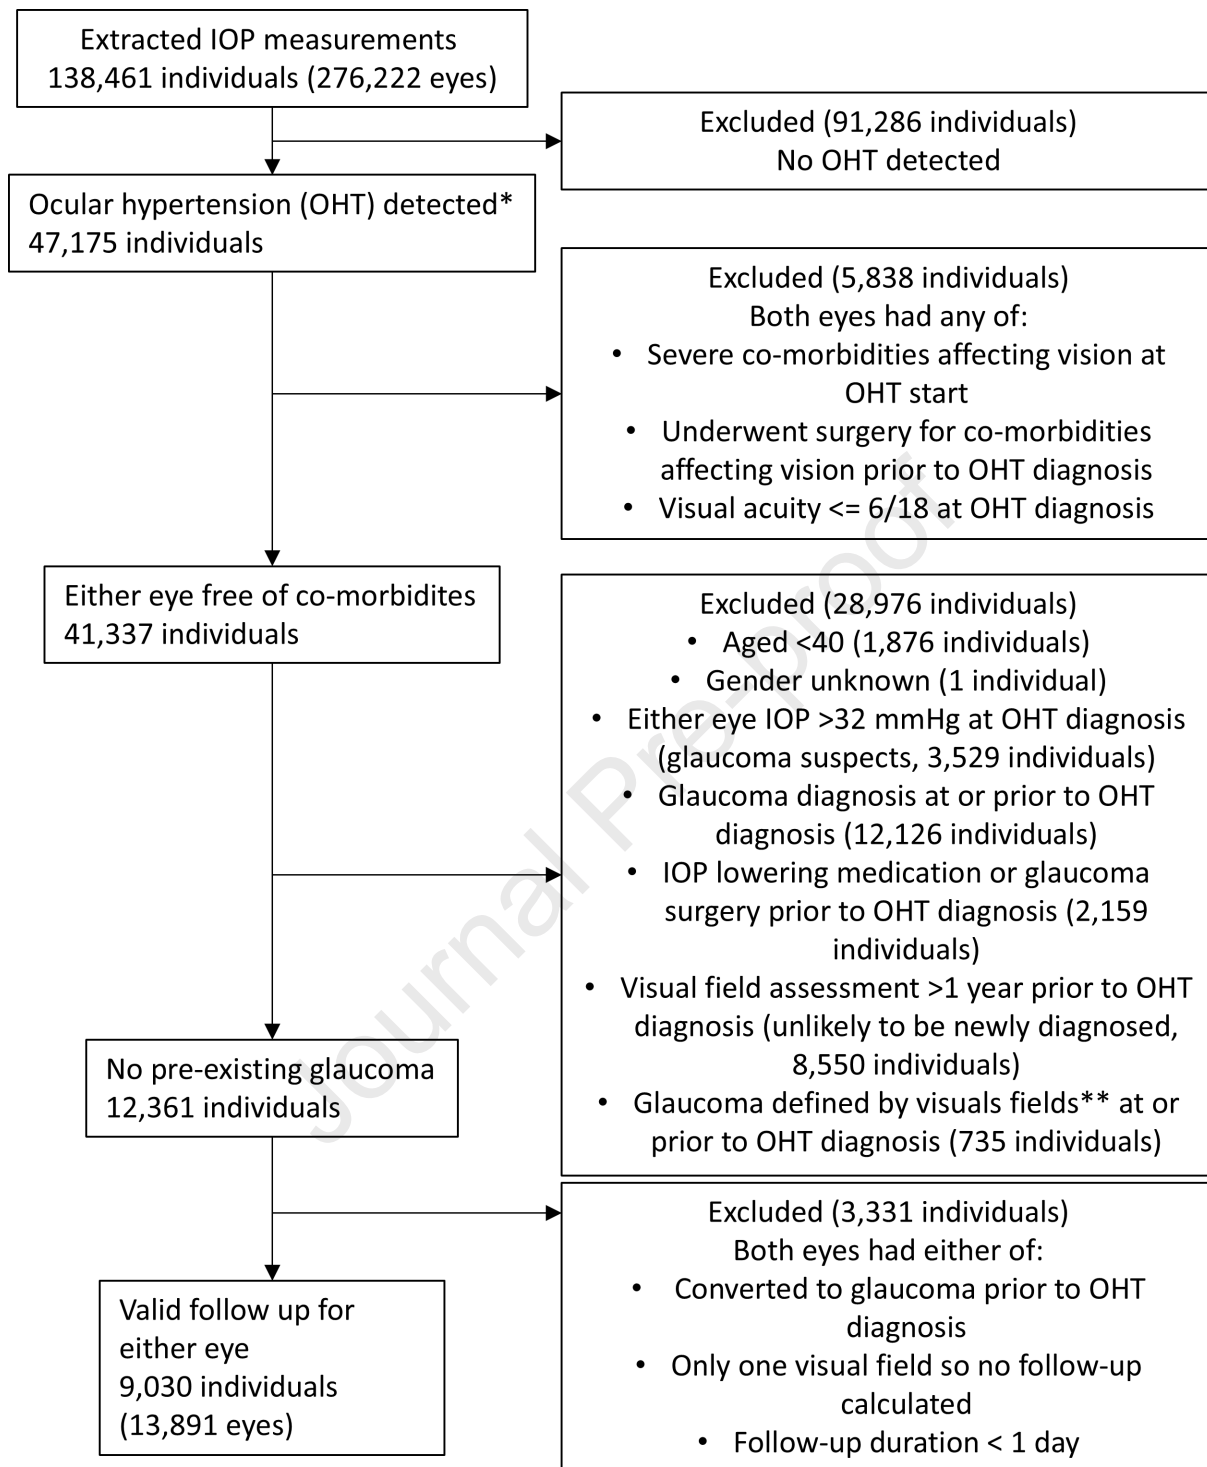 Extracted IOP measurements
138,461 individuals (276,222 eyes)
Excluded (91,286 individuals)
No OHT detected
Ocular hypertension (OHT) detected*
47,175 individuals
Excluded (5,838 individuals)
Both eyes had any of:
• Severe co-morbidities affecting vision at
OHT start
• Underwent surgery for co-morbidities
affecting vision prior to OHT diagnosis
• Visual acuity <= 6/18 at OHT diagnosis
Either eye free of co-morbidites
41,337 individuals
Excluded (28,976 individuals)
• Aged <40 (1,876 individuals)
• Gender unknown (1 individual)
• Either eye IOP >32 mmHg at OHT diagnosis
(glaucoma suspects, 3,529 individuals)
• Glaucoma diagnosis at or prior to OHT
diagnosis (12,126 individuals)
• IOP lowering medication or glaucoma
surgery prior to OHT diagnosis (2,159
individuals)
• Visual field assessment >1 year prior to OHT
diagnosis (unlikely to be newly diagnosed,
8,550 individuals)
• Glaucoma defined by visuals fields** at or
prior to OHT diagnosis (735 individuals)
No pre-existing glaucoma
12,361 individuals
Excluded (3,331 individuals)
Both eyes had either of:
• Converted to glaucoma prior to OHT
diagnosis
• Only one visual field so no follow-up
calculated
• Follow-up duration < 1 day
Valid follow up for
either eye
9,030 individuals
(13,891 eyes)
Journal Pre-proof